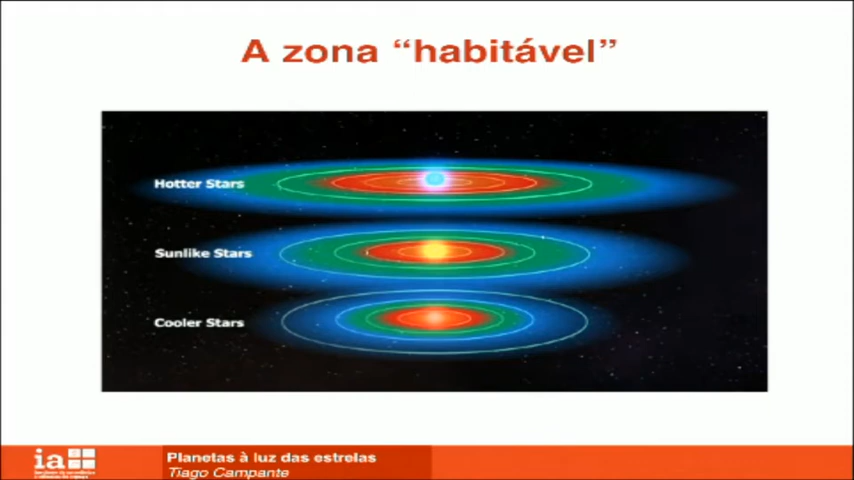 A zona “habitável”
Hotter Stars
Sunlike Stars
Cooler Stars
ia
Planetas à luz das estrelas
Tiago Campante